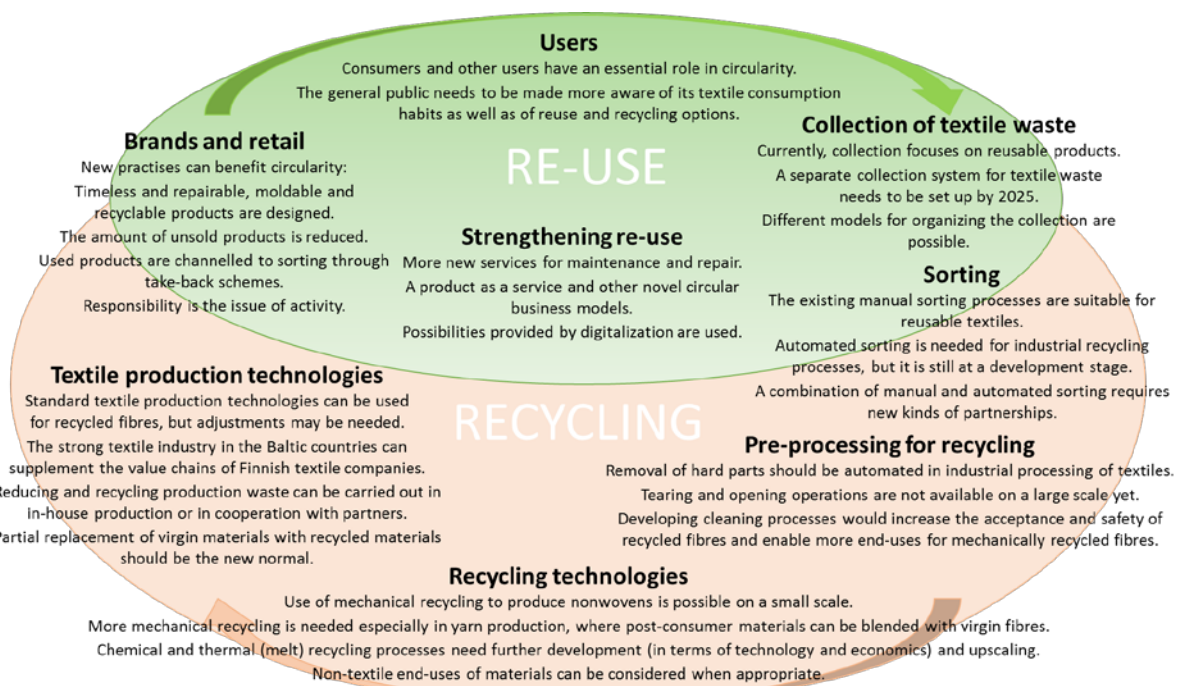 Users
Consumers and other users have an essential role in circularity.
The general public needs to be made more aware of its textile consumption
habits as well as of reuse and recycling options.
Brands and retail
New practises can benefit circularity:
Timeless and repairable, moldable and
recyclable products are designed.
The amount of unsold products is reduced.
Used products are channelled to sorting through
take-back schemes.
Responsibility is the issue of activity.
RE-USE
Collection of textile waste
Currently, collection focuses on reusable products.
A separate collection system for textile waste
needs to be set up by 2025.
Different models for organizing the collection are
possible.
Strengthening re-use
More new services for maintenance and repair.
A product as a service and other novel circular
business models.
Possibilities provided by digitalization are used.
Sorting
The existing manual sorting processes are suitable for
reusable textiles.
Automated sorting is needed for industrial recycling
processes, but it is still at a development stage.
A combination of manual and automated sorting requires
new kinds of partnerships.
Textile production technologies
Standard textile production technologies can be used
for recycled fibres, but adjustments may be needed.
The strong textile industry in the Baltic countries can
supplement the value chains of Finnish textile companies.
Reducing and recycling production waste can be carried out in
in-house production or in cooperation with partners.
Partial replacement of virgin materials with recycled materials
should be the new normal.
RECYCLING
Pre-processing for recycling
Removal of hard parts should be automated in industrial processing of textiles.
Tearing and opening operations are not available on a large scale yet.
Developing cleaning processes would increase the acceptance and safety of
recycled fibres and enable more end-uses for mechanically recycled fibres.
Recycling technologies
Use of mechanical recycling to produce nonwovens is possible on a small scale.
More mechanical recycling is needed especially in yarn production, where post-consumer materials can be blended with virgin fibres.
Chemical and thermal (melt) recycling processes need further development (in terms of technology and economics) and upscaling.
Non-textile end-uses of materials can be considered when appropriate.